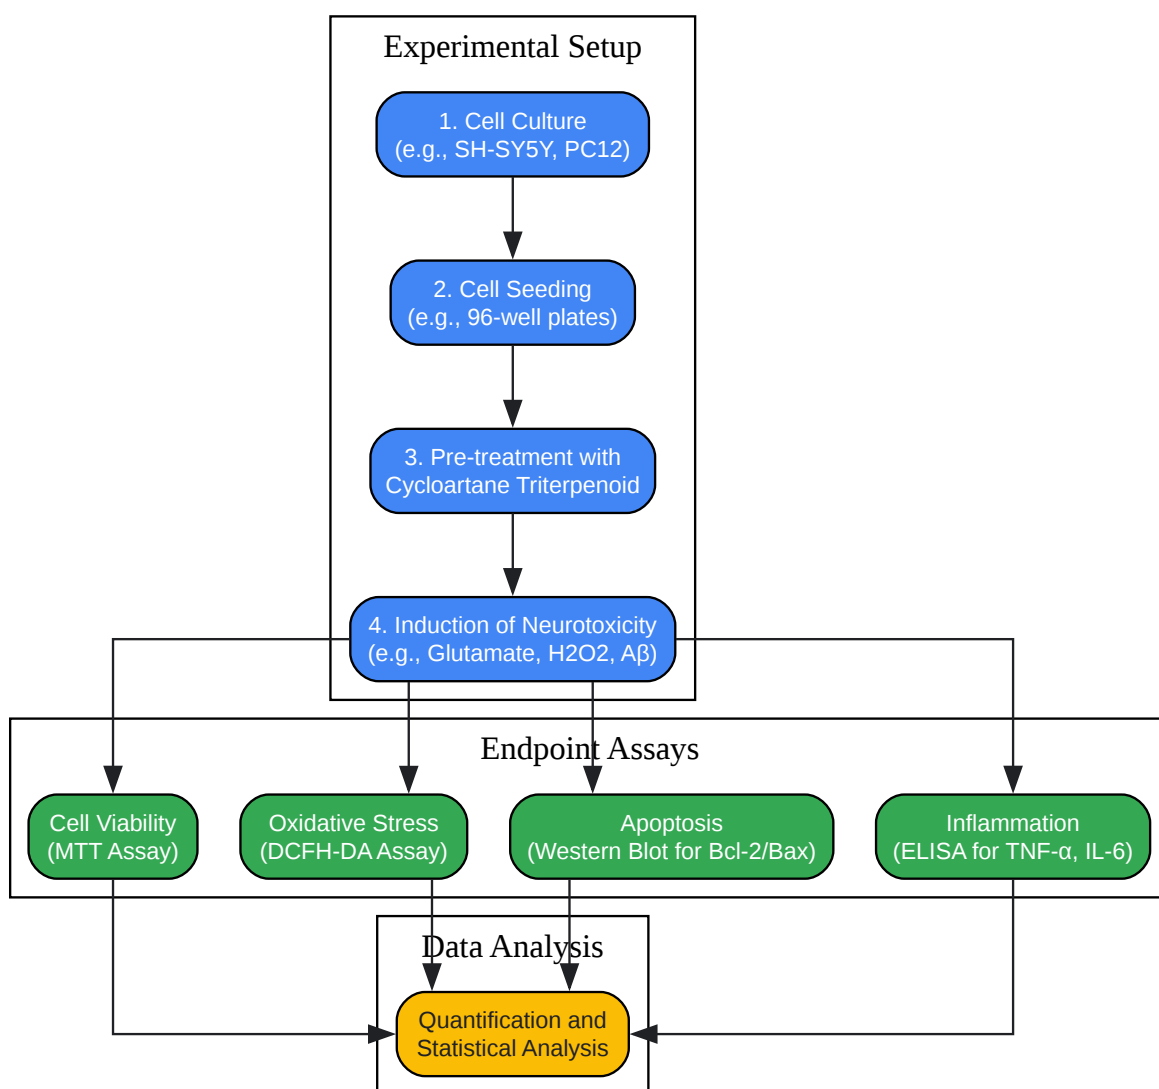 Experimental Setup
1. Cell Culture
(e.g., SH-SY5Y, PC12)
2. Cell Seeding
(e.g., 96-well plates)
3. Pre-treatment with
Cycloartane Triterpenoid
4. Induction of Neurotoxicity
(e.g., Glutamate, H2O2, Aβ)
Endpoint Assays
Cell Viability
(MTT Assay)
Oxidative Stress
(DCFH-DA Assay)
Apoptosis
(Western Blot for Bcl-2/Bax)
Inflammation
(ELISA for TNF-α, IL-6)
Data Analysis
Quantification and
Statistical Analysis